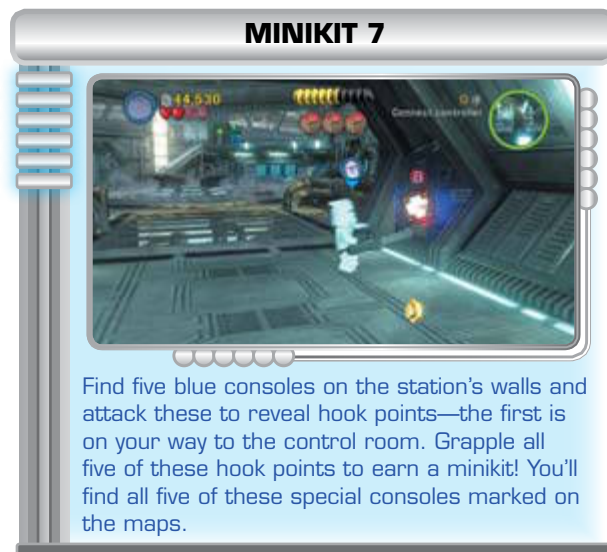 MINIKIT 7
44,530
Connect controller
Find five blue consoles on the station's walls and
attack these to reveal hook points—the first is
on your way to the control room. Grapple all
five of these hook points to earn a minikit! You'll
find all five of these special consoles marked on
the maps.